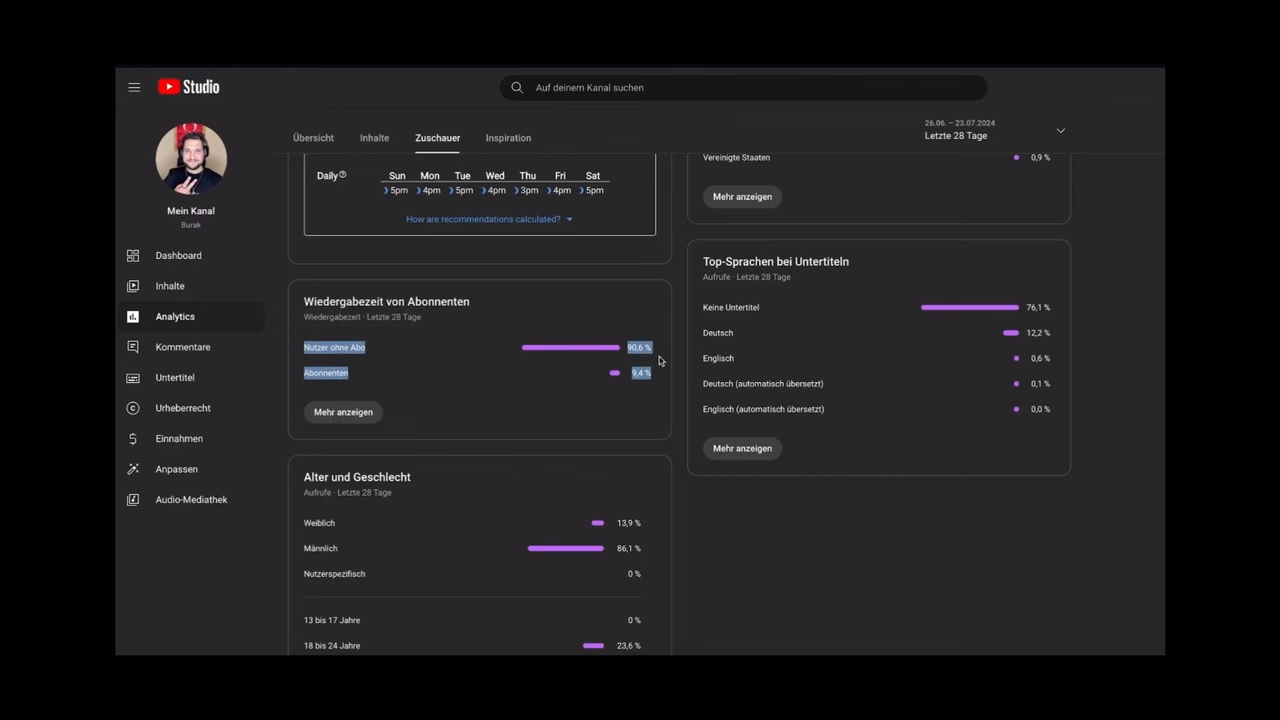 Studio
Auf deinem Kanal suchen
Mein Kanal
Burak
Dashboard
Inhalte
Analytics
Kommentare
Untertitel
Urheberrecht
Einnahmen
Anpassen
Audio-Mediathek
Übersicht Inhalte Zuschauer Inspiration
26.06. – 23.07.2024
Letzte 28 Tage
Daily Sun Mon Tue Wed Thu Fri Sat
5pm 4pm 5pm 4pm 3pm 4pm 5pm
How are recommendations calculated?
Wiedergabezeit von Abonnenten
Wiedergabezeit · Letzte 28 Tage
Nutzer ohne Abo 90,6 %
Abonnenten 9,4 %
Mehr anzeigen
Alter und Geschlecht
Aufrufe · Letzte 28 Tage
Weiblich 13,9 %
Männlich 86,1 %
Nutzerspezifisch 0 %
13 bis 17 Jahre 0 %
18 bis 24 Jahre 23,6 %
Vereinigte Staaten 0,9 %
Mehr anzeigen
Top-Sprachen bei Untertiteln
Aufrufe · Letzte 28 Tage
Keine Untertitel 76,1 %
Deutsch 12,2 %
Englisch 0,6 %
Deutsch (automatisch übersetzt) 0,1 %
Englisch (automatisch übersetzt) 0,0 %
Mehr anzeigen